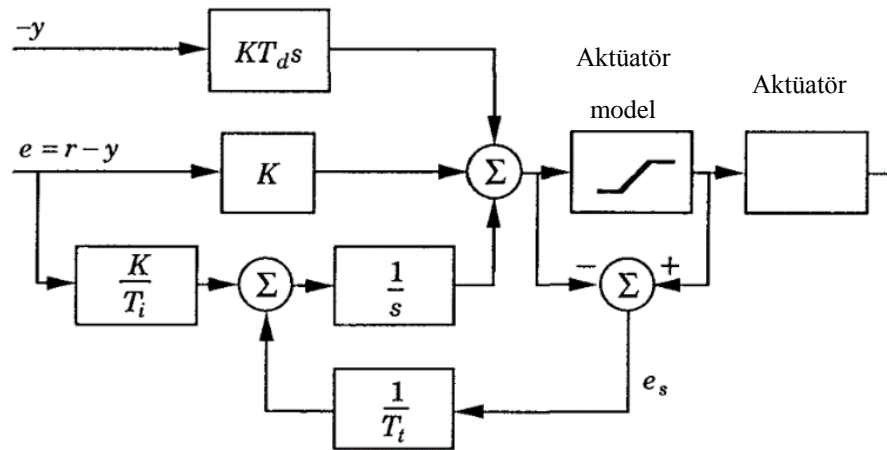 −y
KT_d s
Aktüatör
model
Aktüatör
e = r − y
K
Σ
K/T_i
Σ
1/s
− Σ +
1/T_t
e_s